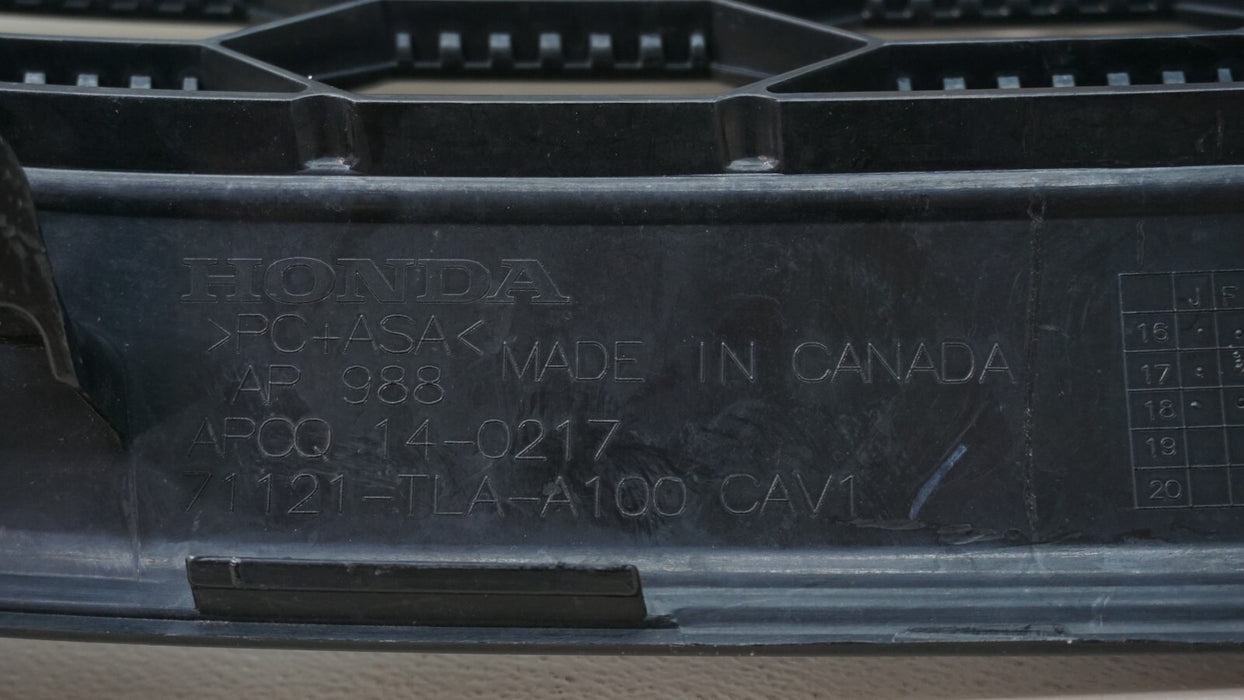 HONDA
>PC+ASA<
MADE IN CANADA
AP 988
APCQ 14-0217
71121-TLA-A100 CAV1
J F
16
17
18
19
20